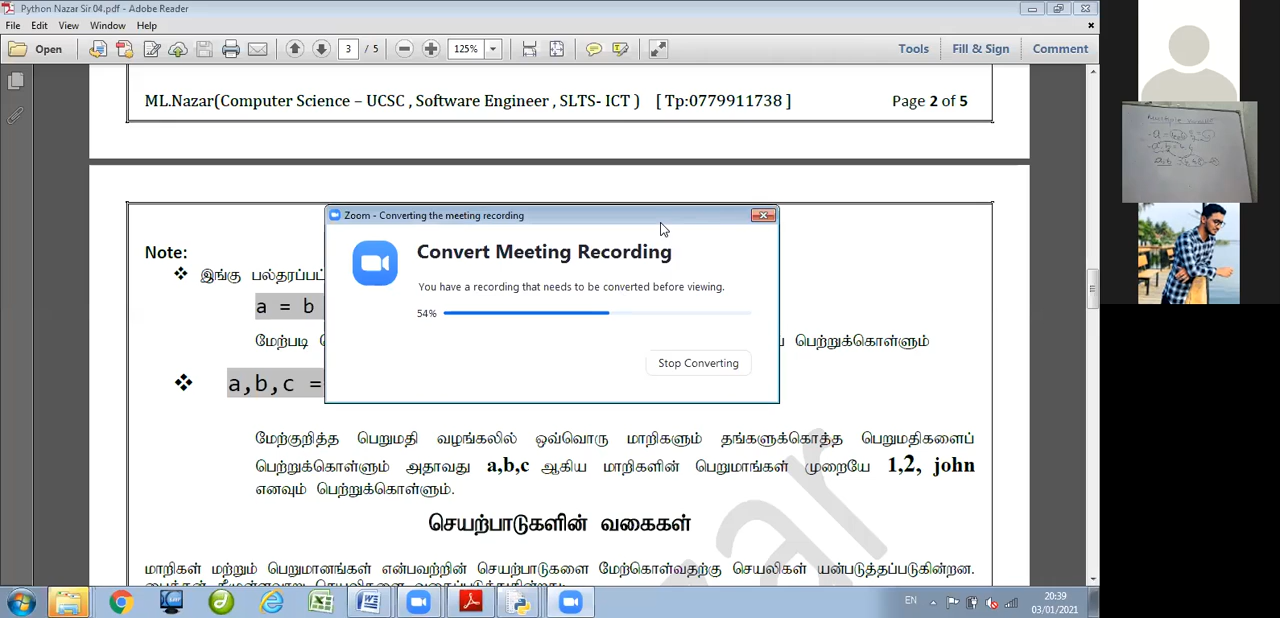 Python Nazar Sir 04.pdf - Adobe Reader
File Edit View Window Help
Open 3 / 5 125% Tools Fill & Sign Comment
ML.Nazar(Computer Science – UCSC , Software Engineer , SLTS- ICT ) [ Tp:0779911738 ] Page 2 of 5
Note:
❖ இங்கு பல்தரப்பட்
a = b
மேற்படி பெற்றுக்கொள்ளும்
❖ a,b,c =
Zoom - Converting the meeting recording
Convert Meeting Recording
You have a recording that needs to be converted before viewing.
54%
Stop Converting
மேற்குறித்த பெறுமதி வழங்கலில் ஒவ்வொரு மாறிகளும் தங்களுக்கொத்த பெறுமதிகளைப்
பெற்றுக்கொள்ளும் அதாவது a,b,c ஆகிய மாறிகளின் பெறுமாங்கள் முறையே 1,2, john
எனவும் பெற்றுக்கொள்ளும்.
செயற்பாடுகளின் வகைகள்
மாறிகள் மற்றும் பெறுமானங்கள் என்பவற்றின் செயற்பாடுகளை மேற்கொள்வதற்கு செயலிகள் யன்படுத்தப்படுகின்றன.
EN
20:39
03/01/2021